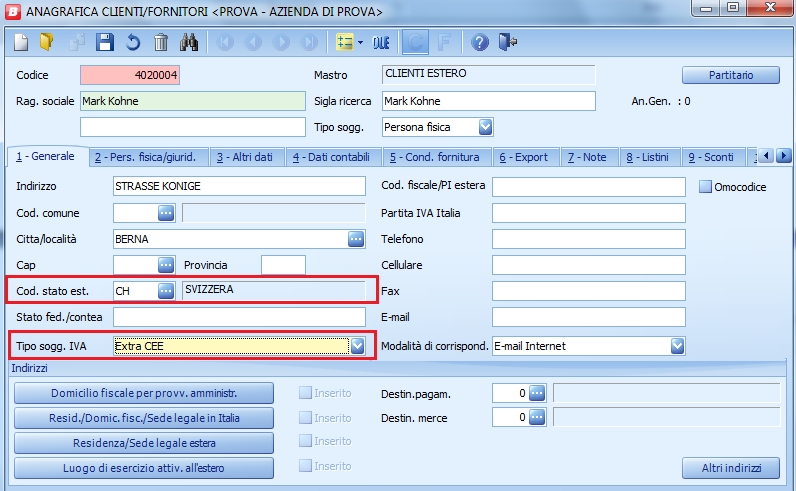 B ANAGRAFICA CLIENTI/FORNITORI <PROVA - AZIENDA DI PROVA>
DLE C F ?
Codice 4020004 Mastro CLIENTI ESTERO Partitario
Rag. sociale Mark Kohne Sigla ricerca Mark Kohne An.Gen. : 0
Tipo sogg. Persona fisica
1 - Generale 2 - Pers. fisica/giurid. 3 - Altri dati 4 - Dati contabili 5 - Cond. fornitura 6 - Export 7 - Note 8 - Listini 9 - Sconti
Indirizzo STRASSE KONIGE Cod. fiscale/PI estera Omocodice
Cod. comune Partita IVA Italia
Citta/località BERNA Telefono
Cap Provincia Cellulare
Cod. stato est. CH SVIZZERA Fax
Stato fed./contea E-mail
Tipo sogg. IVA Extra CEE Modalità di corrispond. E-mail Internet
Indirizzi
Domicilio fiscale per provv. amministr. Inserito Destin.pagam. 0
Resid./Domic. fisc./Sede legale in Italia Inserito Destin. merce 0
Residenza/Sede legale estera Inserito
Luogo di esercizio attiv. all'estero Inserito Altri indirizzi